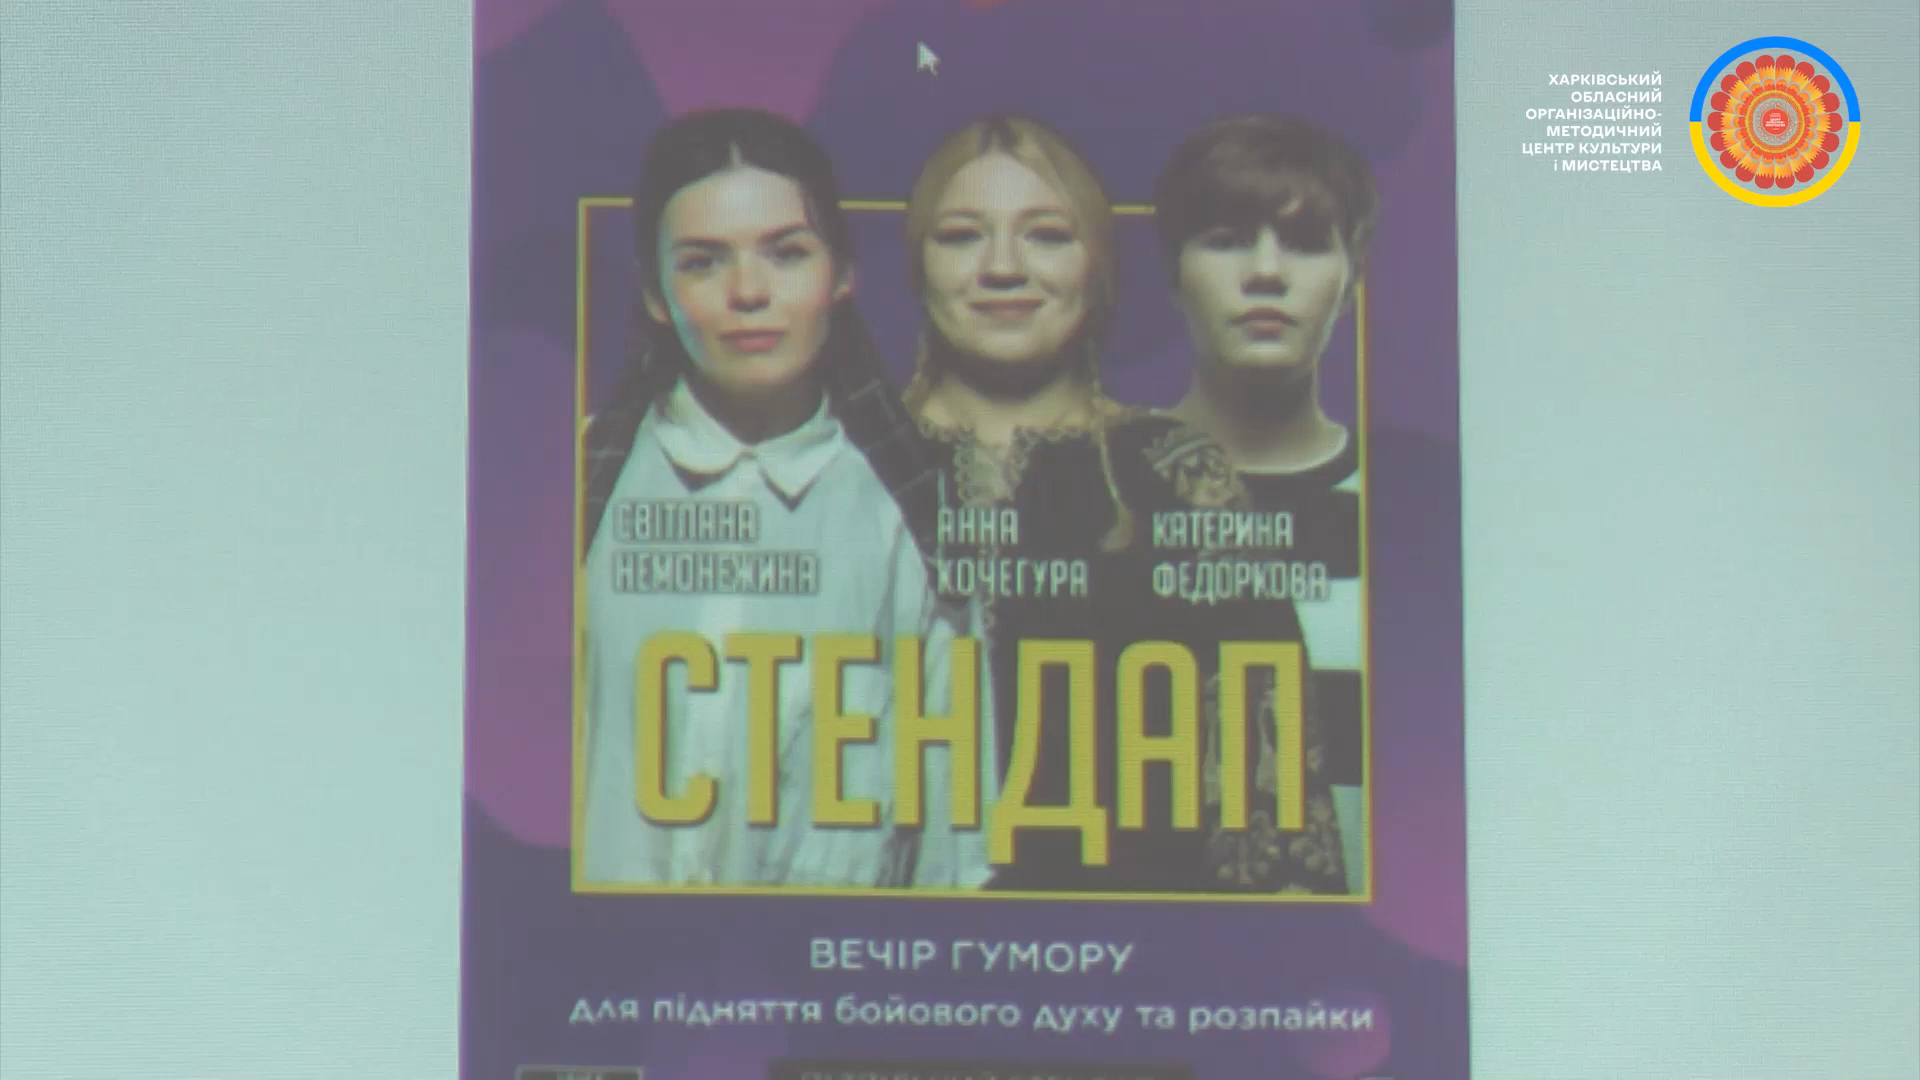 ХАРКІВСЬКИЙ
ОБЛАСНИЙ
ОРГАНІЗАЦІЙНО-
МЕТОДИЧНИЙ
ЦЕНТР КУЛЬТУРИ
і МИСТЕЦТВА
СВІТЛАНА
НЕМОНЕЖИНА
АННА
КОЧЕГУРА
КАТЕРИНА
ФЕДОРКОВА
СТЕНДАП
ВЕЧІР ГУМОРУ
для підняття бойового духу та розпайки